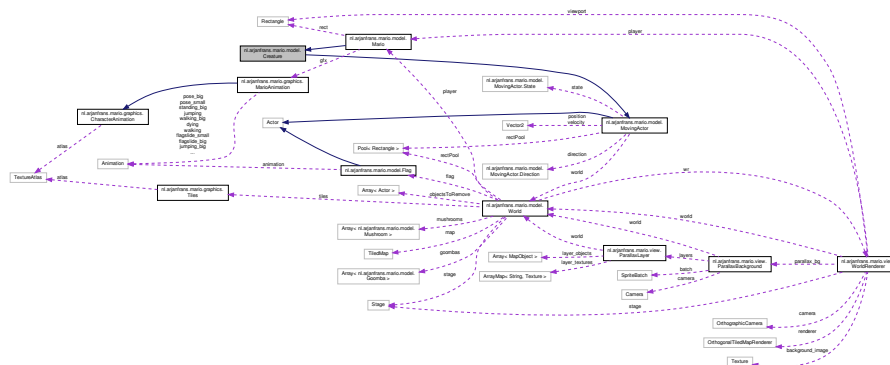 viewport
Rectangle
rect
nl.arjanfrans.mario.model.
Mario
player
nl.arjanfrans.mario.model.
Creature
gfx
nl.arjanfrans.mario.graphics.
MarioAnimation
nl.arjanfrans.mario.model.
MovingActor.State
state
player
pose_big
pose_small
standing_big
jumping
walking_big
dying
walking
flagslide_small
flagslide_big
jumping_big
...
nl.arjanfrans.mario.graphics.
CharacterAnimation
Actor
Vector2
position
velocity
nl.arjanfrans.mario.model.
MovingActor
rectPool
atlas
Pool< Rectangle >
rectPool
direction
Animation
animation
nl.arjanfrans.mario.model.Flag
flag
nl.arjanfrans.mario.model.
MovingActor.Direction
world
wr
TextureAtlas
atlas
nl.arjanfrans.mario.graphics.
Tiles
tiles
Array< Actor >
objectsToRemove
nl.arjanfrans.mario.model.
World
world
world
mushrooms
Array< nl.arjanfrans.mario.model.
Mushroom >
map
TiledMap
world
goombas
Array< nl.arjanfrans.mario.model.
Goomba >
stage
Stage
layer_objects
Array< MapObject >
layer_textures
ArrayMap< String, Texture >
nl.arjanfrans.mario.view.
ParallaxLayer
layers
batch
SpriteBatch
camera
Camera
nl.arjanfrans.mario.view.
ParallaxBackground
parallax_bg
nl.arjanfrans.mario.view.
WorldRenderer
stage
camera
OrthographicCamera
renderer
OrthogonalTiledMapRenderer
background_image
Texture